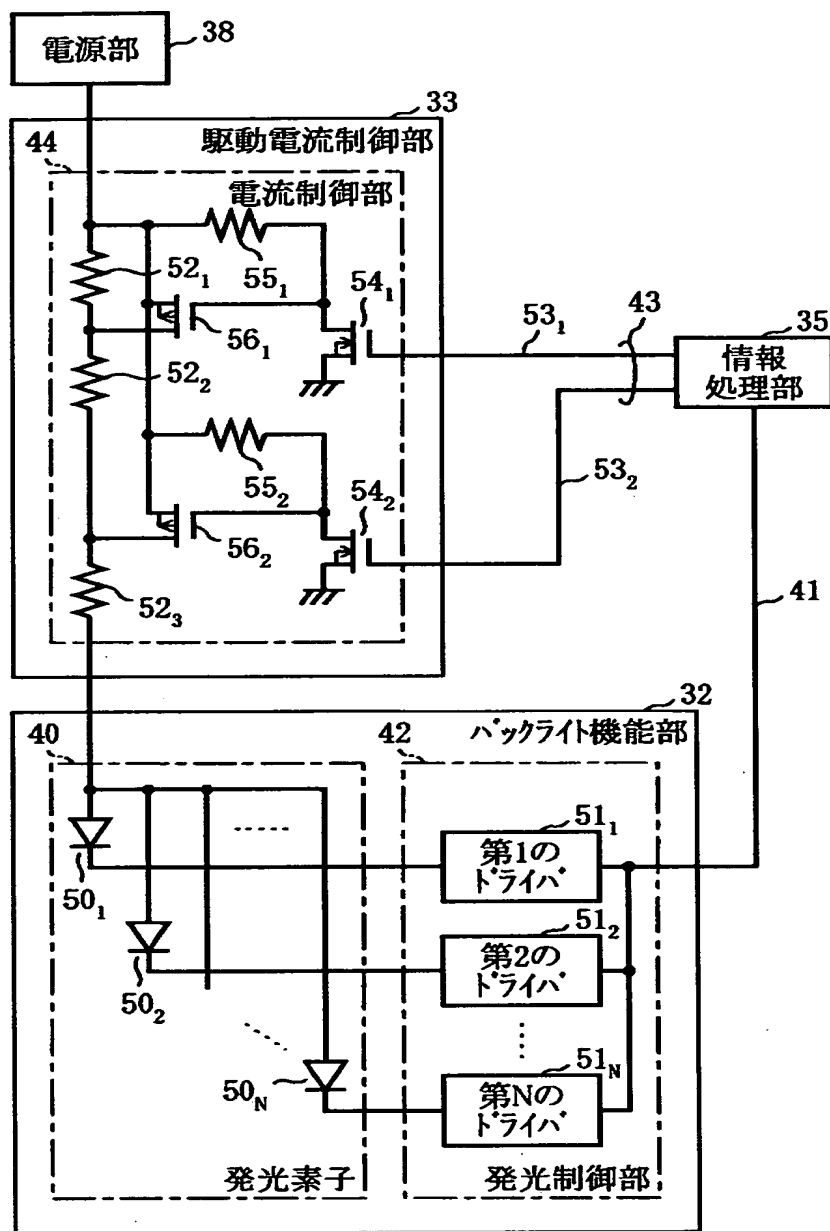 電源部
38
33
駆動電流制御部
44
電流制御部
52₁
55₁
54₁
56₁
53₁
43
35
情報
処理部
52₂
55₂
54₂
53₂
56₂
52₃
41
32
バックライト機能部
40
42
51₁
第1の
ドライバ
50₁
51₂
第2の
ドライバ
50₂
51N
第Nの
ドライバ
50N
発光素子
発光制御部